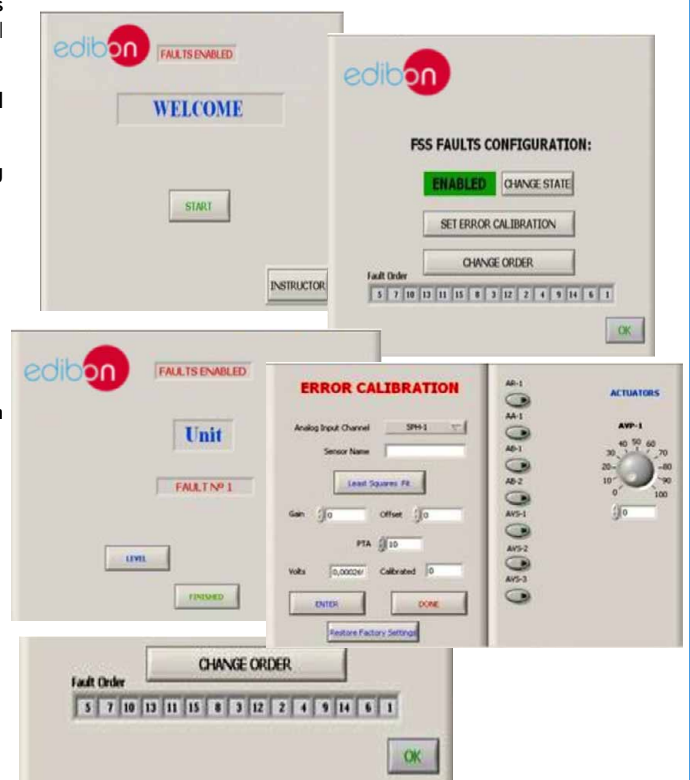 edibon
FAULTS ENABLED
WELCOME
START
INSTRUCTOR
edibon
FSS FAULTS CONFIGURATION:
ENABLED CHANGE STATE
SET ERROR CALIBRATION
CHANGE ORDER
Fault Order
5 7 10 13 11 15 8 3 12 2 4 9 14 6 1
OK
edibon
FAULTS ENABLED
Unit
FAULT Nº 1
LEVEL
FINISHED
ERROR CALIBRATION
Analog Input Channel SPH-1
Sensor Name
Least Squares Fit
Gain 0 Offset 0
PTA 10
Volts 0,00026 Calibrated 0
ENTER DONE
Restore Factory Settings
AR-1
AA-1
AB-1
AB-2
AVS-1
AVS-2
AVS-3
ACTUATORS
AVP-1
0 10 20 30 40 50 60 70 80 90 100
0
CHANGE ORDER
Fault Order
5 7 10 13 11 15 8 3 12 2 4 9 14 6 1
OK